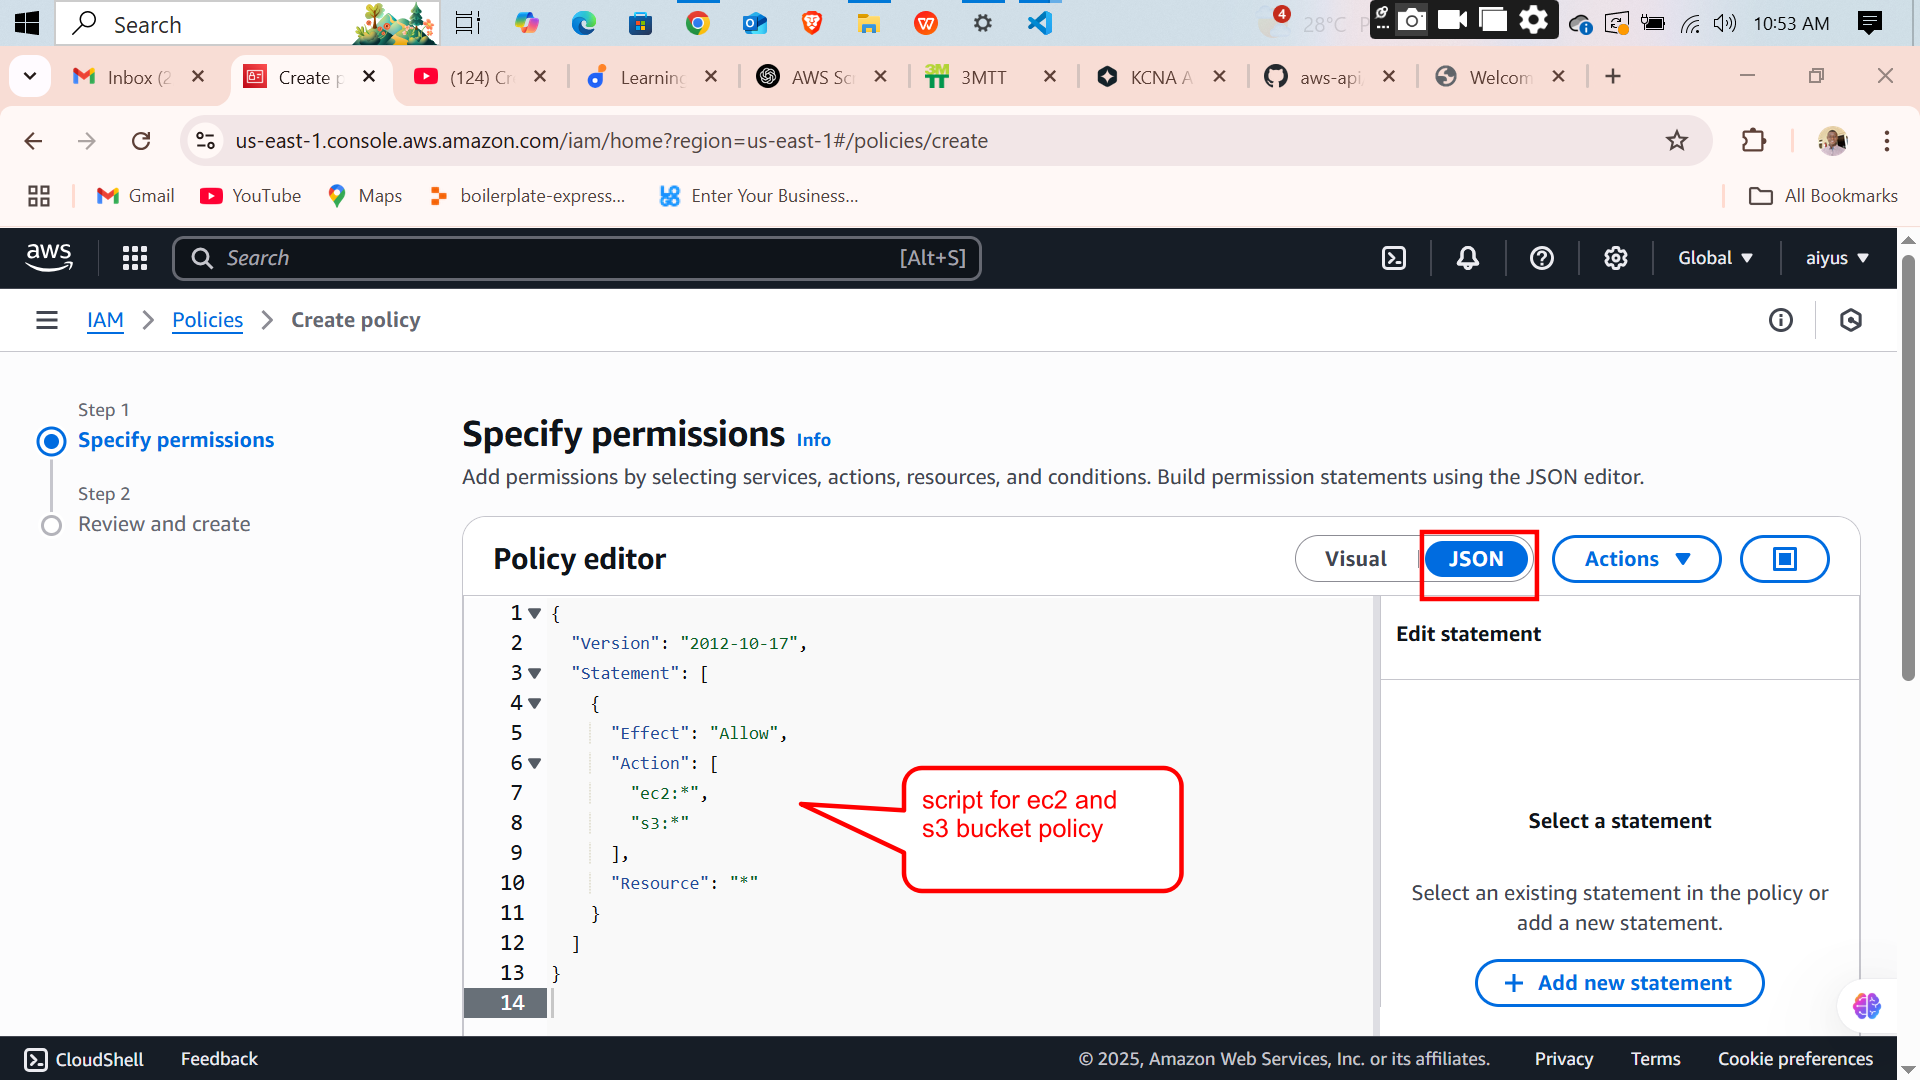 Search
4
28°C
10:53 AM
Inbox (2
Create p
(124) Cr
Learning
AWS Sc
3MTT
KCNA A
aws-api
Welcom
us-east-1.console.aws.amazon.com/iam/home?region=us-east-1#/policies/create
Gmail
YouTube
Maps
boilerplate-express...
Enter Your Business...
All Bookmarks
aws
Search
[Alt+S]
Global
aiyus
IAM
Policies
Create policy
Step 1
Specify permissions
Step 2
Review and create
Specify permissions Info
Add permissions by selecting services, actions, resources, and conditions. Build permission statements using the JSON editor.
Policy editor
Visual
JSON
Actions
1 {
2 "Version": "2012-10-17",
3 "Statement": [
4 {
5 "Effect": "Allow",
6 "Action": [
7 "ec2:*",
8 "s3:*"
9 ],
10 "Resource": "*"
11 }
12 ]
13 }
14
script for ec2 and
s3 bucket policy
Edit statement
Select a statement
Select an existing statement in the policy or
add a new statement.
+ Add new statement
CloudShell
Feedback
© 2025, Amazon Web Services, Inc. or its affiliates.
Privacy
Terms
Cookie preferences